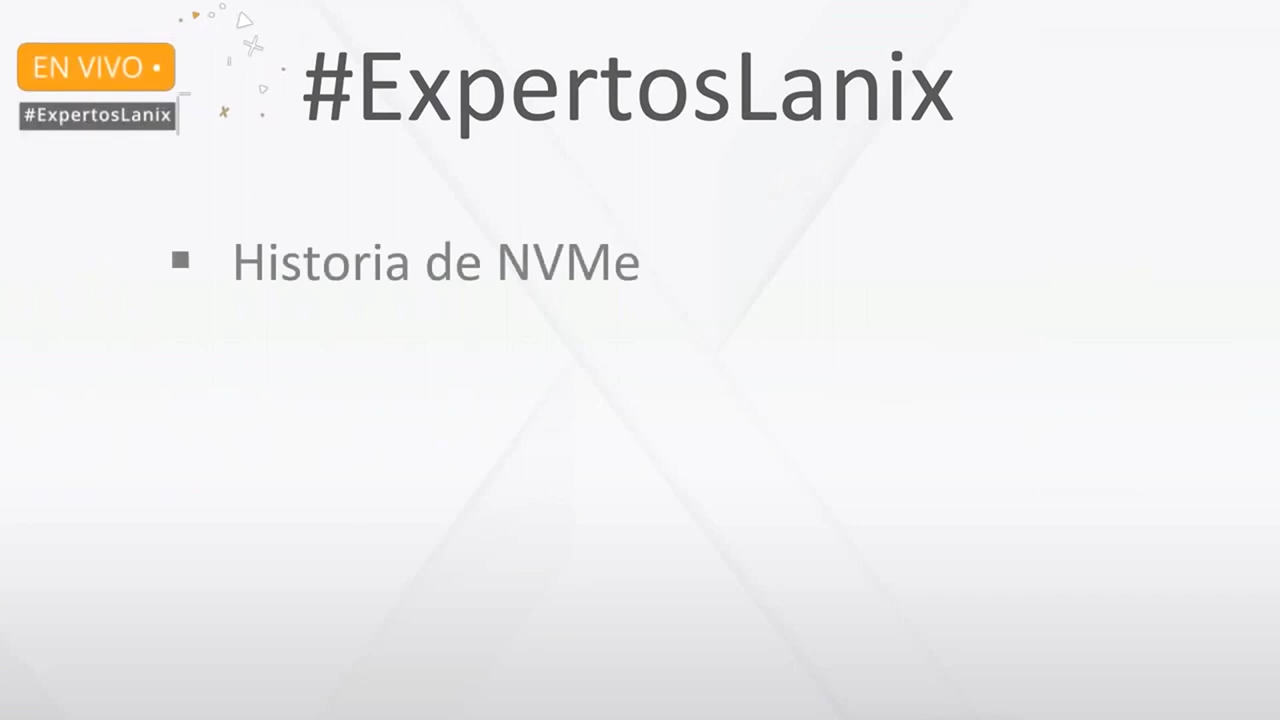 EN VIVO •
#ExpertosLanix
#ExpertosLanix
▪ Historia de NVMe